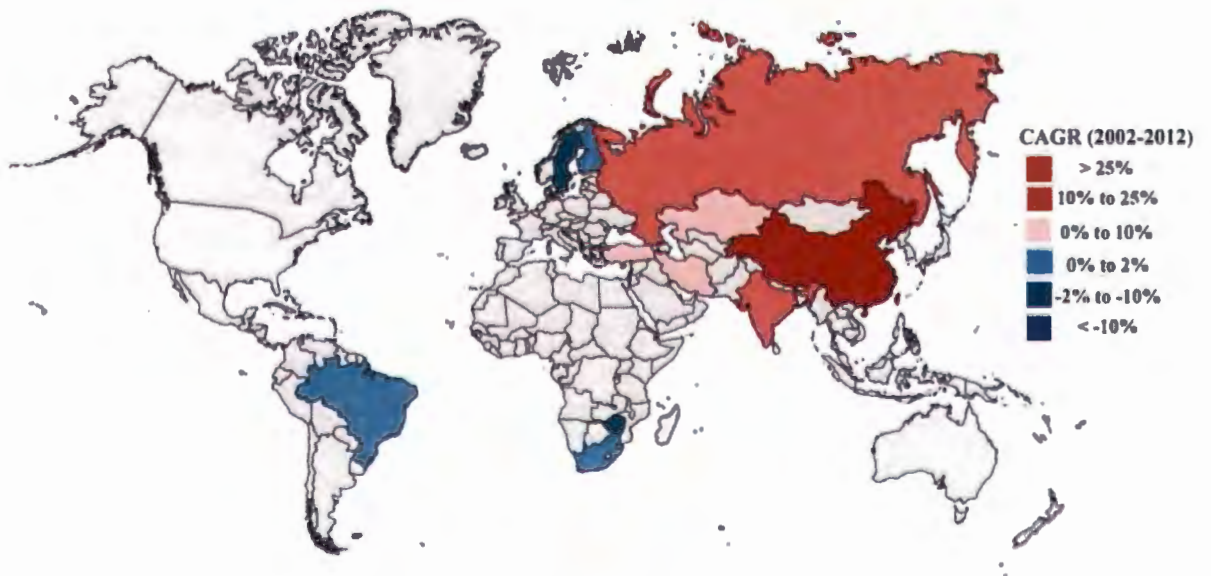 CAGR (2002-2012)
> 25%
10% to 25%
0% to 10%
0% to 2%
-2% to -10%
< -10%